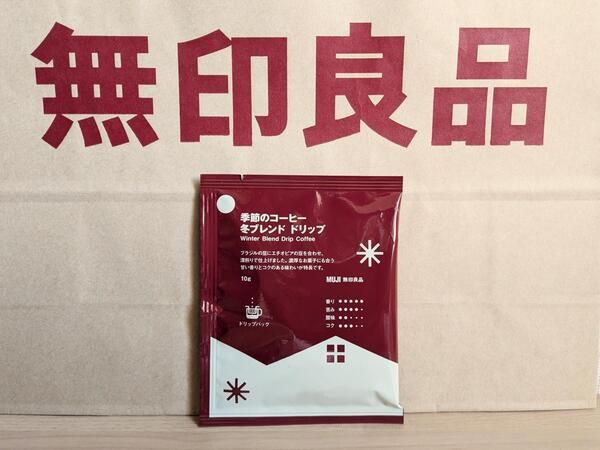 無印良品
季節のコーヒー
冬ブレンド ドリップ
Winter Blend Drip Coffee
ブラジルの豆にエチオピアの豆を合わせ、
深煎りで仕上げました。濃厚なお菓子にも合う
甘い香りとコクのある味わいが特長です。
10g
MUJI 無印良品
ドリップパック
香り
苦み
酸味
コク